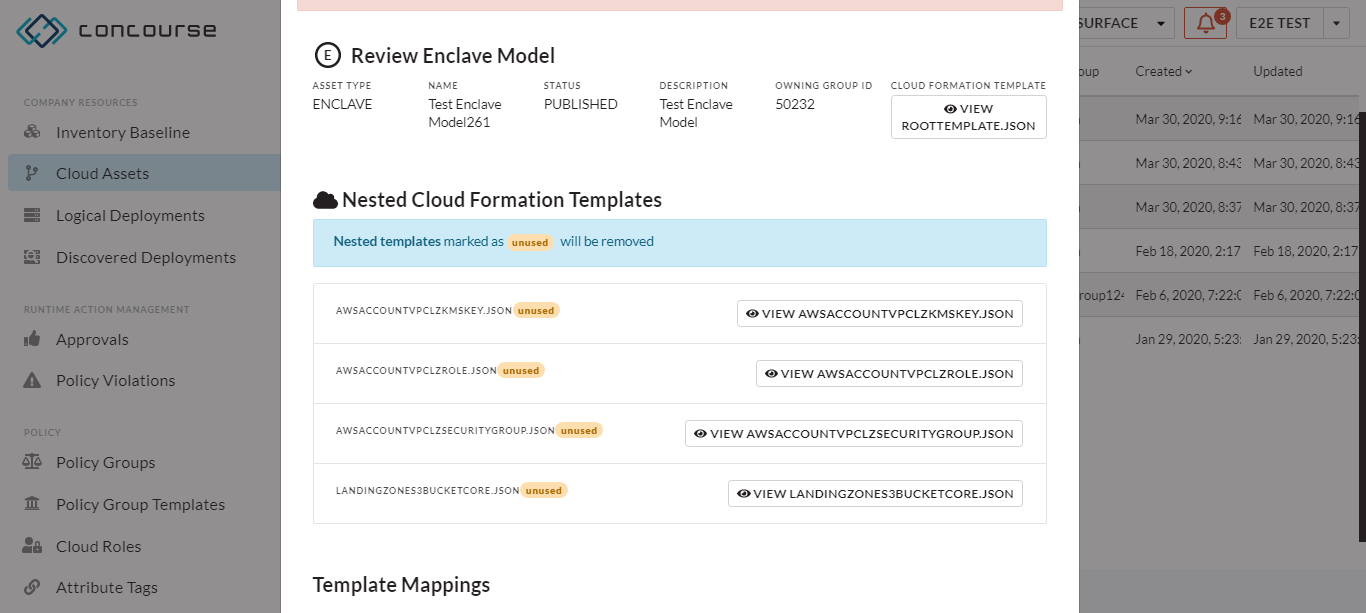 concourse
SURFACE
3
E2E TEST
COMPANY RESOURCES
Inventory Baseline
Cloud Assets
Logical Deployments
Discovered Deployments
RUNTIME ACTION MANAGEMENT
Approvals
Policy Violations
POLICY
Policy Groups
Policy Group Templates
Cloud Roles
Attribute Tags
E Review Enclave Model
ASSET TYPE NAME STATUS DESCRIPTION OWNING GROUP ID CLOUD FORMATION TEMPLATE
ENCLAVE Test Enclave PUBLISHED Test Enclave 50232 VIEW
Model261 Model ROOTTEMPLATE.JSON
Nested Cloud Formation Templates
Nested templates marked as unused will be removed
AWSACCOUNTVPCLZKMSKEY.JSON unused VIEW AWSACCOUNTVPCLZKMSKEY.JSON
AWSACCOUNTVPCLZROLE.JSON unused VIEW AWSACCOUNTVPCLZROLE.JSON
AWSACCOUNTVPCLZSECURITYGROUP.JSON unused VIEW AWSACCOUNTVPCLZSECURITYGROUP.JSON
LANDINGZONES3BUCKETCORE.JSON unused VIEW LANDINGZONES3BUCKETCORE.JSON
Template Mappings
oup Created Updated
Mar 30, 2020, 9:16 Mar 30, 2020, 9:16
Mar 30, 2020, 8:43 Mar 30, 2020, 8:43
Mar 30, 2020, 8:37 Mar 30, 2020, 8:37
Feb 18, 2020, 2:17 Feb 18, 2020, 2:17
roup124 Feb 6, 2020, 7:22:0 Feb 6, 2020, 7:22:0
Jan 29, 2020, 5:23: Jan 29, 2020, 5:23: